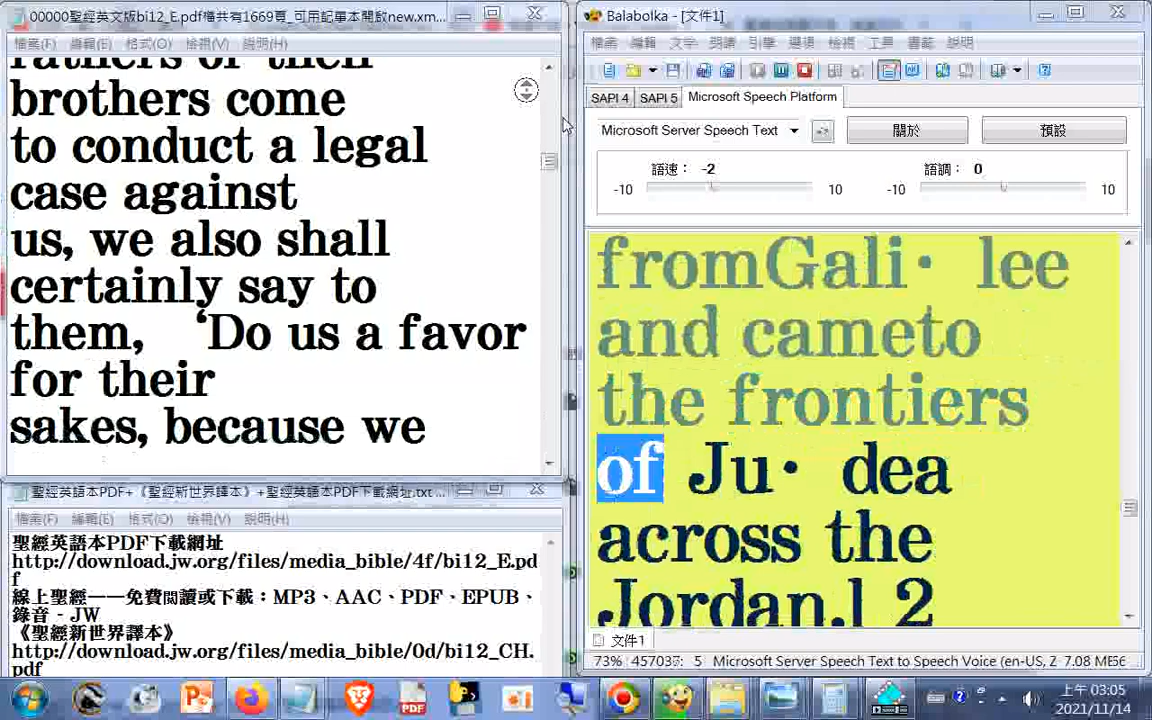 00000聖經英文版bi12_E.pdf檔共有1669頁_可用記事本開啟new.xm...
檔案(F) 編輯(E) 格式(O) 檢視(V) 說明(H)
fathers or their
brothers come
to conduct a legal
case against
us, we also shall
certainly say to
them, ‘Do us a favor
for their
sakes, because we
聖經英語本PDF+《聖經新世界譯本》+聖經英語本PDF下載網址.txt ...
檔案(F) 編輯(E) 格式(O) 檢視(V) 說明(H)
聖經英語本PDF下載網址
http://download.jw.org/files/media_bible/4f/bi12_E.pd
f
線上聖經──免費閱讀或下載：MP3、AAC、PDF、EPUB、
錄音 - JW
《聖經新世界譯本》
http://download.jw.org/files/media_bible/0d/bi12_CH.
pdf
Balabolka - [文件1]
檔案 編輯 文字 朗讀 引擎 選項 檢視 工具 書籤 說明
SAPI 4 SAPI 5 Microsoft Speech Platform
Microsoft Server Speech Text 關於 預設
語速： -2 語調： 0
-10 10 -10 10
fromGali· lee
and cameto
the frontiers
of Ju· dea
across the
Jordan.l 2
文件1
73% 457037: 5 Microsoft Server Speech Text to Speech Voice (en-US, Z 7.08 ME
上午 03:05
2021/11/14